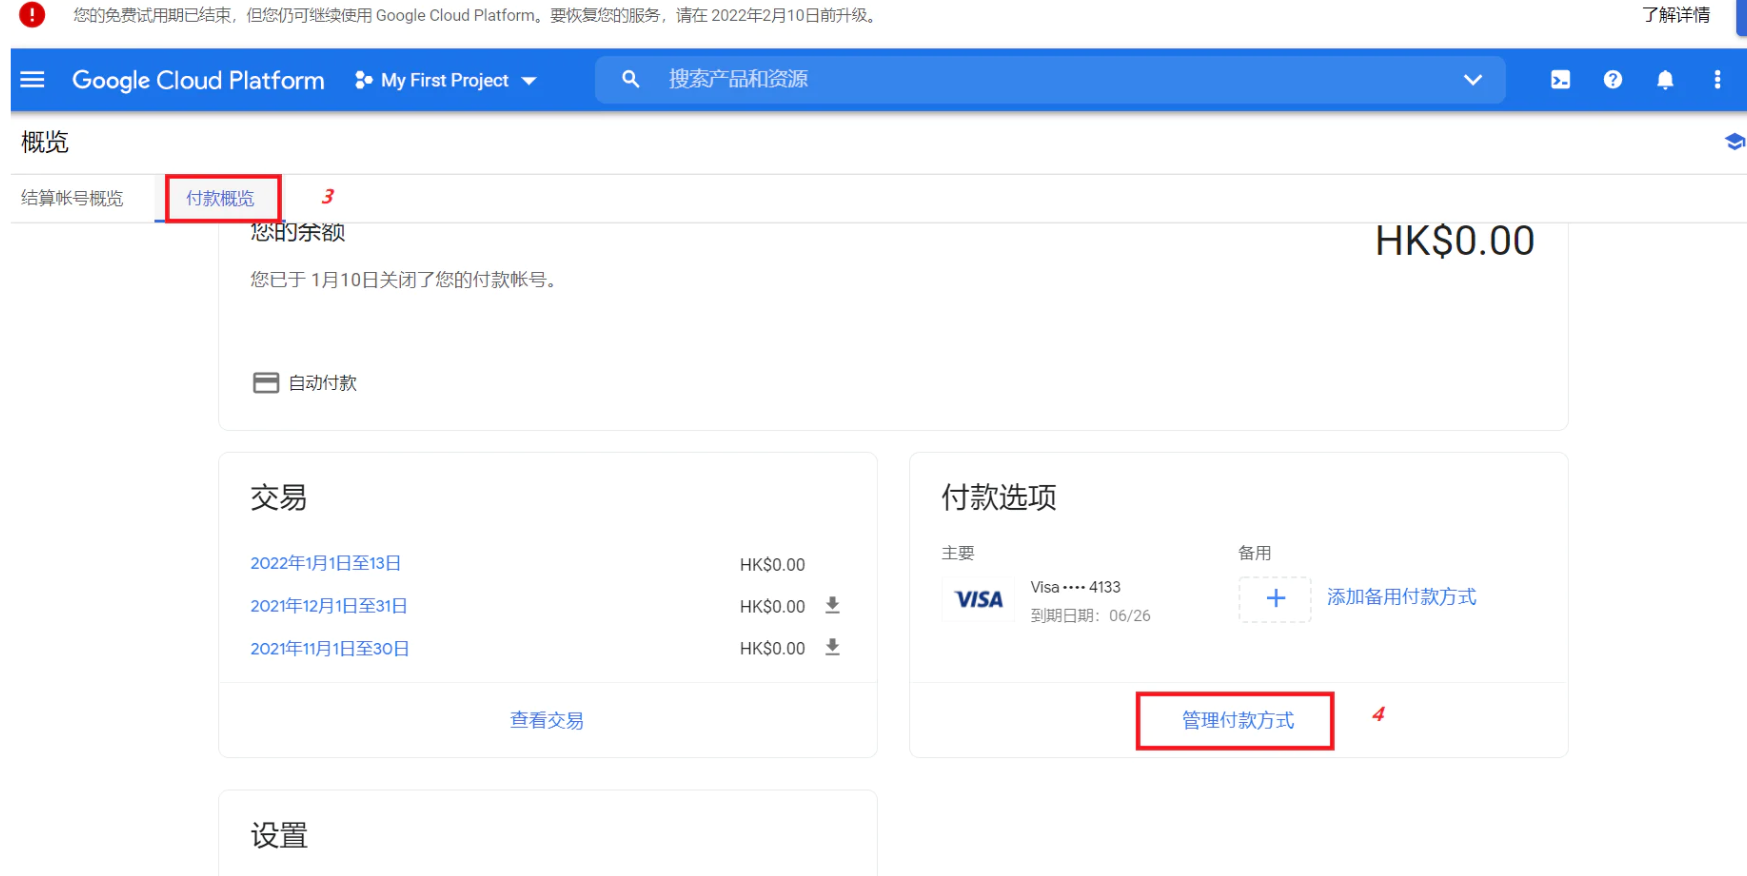 您的免费试用期已结束，但您仍可继续使用 Google Cloud Platform。要恢复您的服务，请在 2022年2月10日前升级。 了解详情
Google Cloud Platform My First Project 搜索产品和资源
概览
结算帐号概览 付款概览 3
您的余额 HK$0.00
您已于 1月10日关闭了您的付款帐号。
自动付款
交易
2022年1月1日至13日 HK$0.00
2021年12月1日至31日 HK$0.00
2021年11月1日至30日 HK$0.00
查看交易
付款选项
主要 备用
VISA Visa •••• 4133
到期日期：06/26
添加备用付款方式
管理付款方式 4
设置